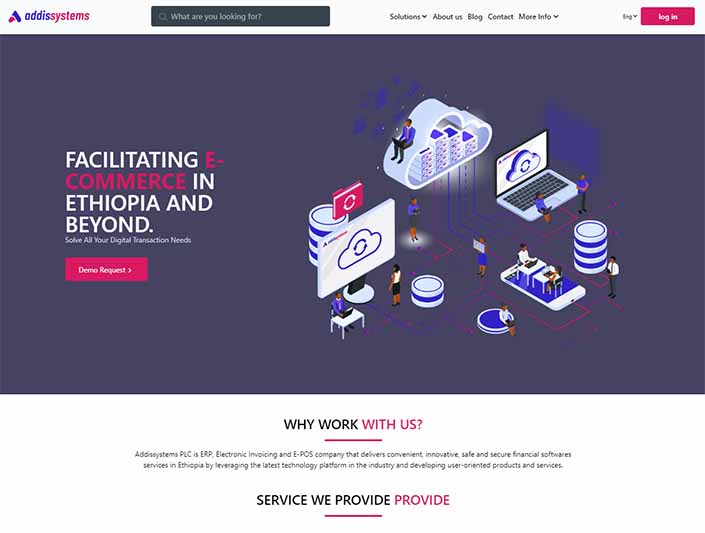 addissystems
What are you looking for?
Solutions
About us
Blog
Contact
More Info
Eng
log in
FACILITATING E-
COMMERCE IN
ETHIOPIA AND
BEYOND.
Solve All Your Digital Transaction Needs
Demo Request
addissystems
WHY WORK WITH US?
Addissystems PLC is ERP, Electronic Invoicing and E-POS company that delivers convenient, innovative, safe and secure financial softwares
services in Ethiopia by leveraging the latest technology platform in the industry and developing user-oriented products and services.
SERVICE WE PROVIDE PROVIDE